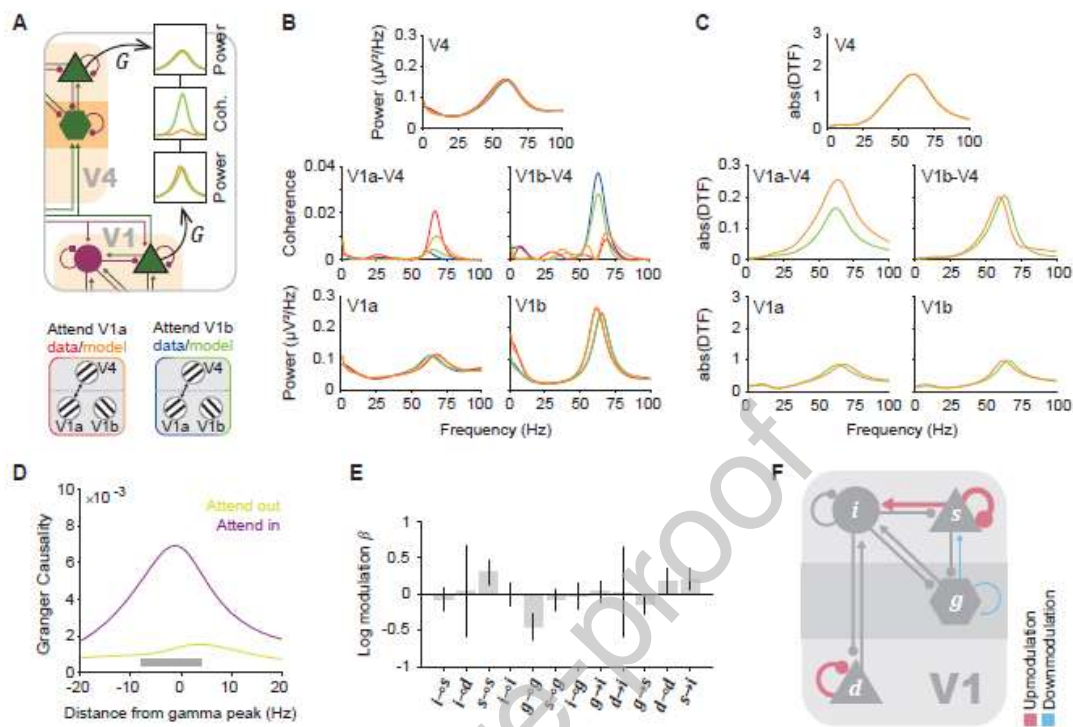 A
G
Power
Coh.
Power
V4
V1
G
Attend V1a
data/model
V4
V1a V1b
Attend V1b
data/model
V4
V1a V1b
B
V4
Power (μV²/Hz)
0.3
0.2
0.1
0
0 25 50 75 100
V1a-V4
V1b-V4
Coherence
0.04
0.02
0
0 25 50 75 100
0 25 50 75 100
V1a
V1b
Power (μV²/Hz)
0.3
0.2
0.1
0
0 25 50 75 100
0 25 50 75 100
Frequency (Hz)
C
V4
abs(DTF)
3
2
1
0
0 25 50 75 100
V1a-V4
V1b-V4
abs(DTF)
0.3
0.2
0.1
0
0 25 50 75 100
0 25 50 75 100
V1a
V1b
abs(DTF)
3
2
1
0
0 25 50 75 100
0 25 50 75 100
Frequency (Hz)
D
×10⁻³
Attend out
Attend in
Granger Causality
10
8
6
4
2
0
-20 -10 0 10 20
Distance from gamma peak (Hz)
E
Log modulation β
1
0.5
0
-0.5
-1
i⊸s
i⊸d
s⊸s
i⊸i
g⊸g
s⊸g
i⊸g
g→i
d→i
g→s
d⊸d
s→i
F
i
s
g
d
V1
Upmodulation
Downmodulation
e-proof